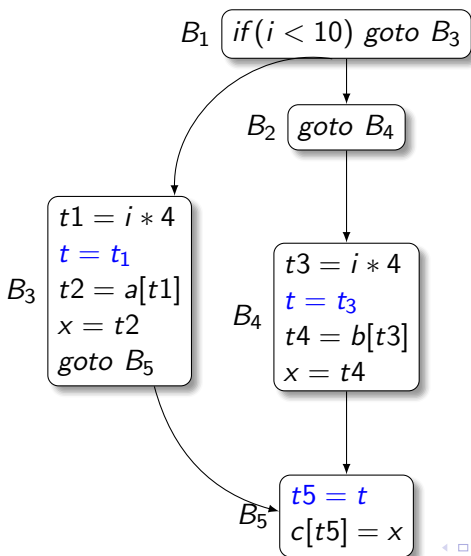 B1 if(i < 10) goto B3
B2 goto B4
B3
t1 = i * 4
t = t1
t2 = a[t1]
x = t2
goto B5
B4
t3 = i * 4
t = t3
t4 = b[t3]
x = t4
B5
t5 = t
c[t5] = x